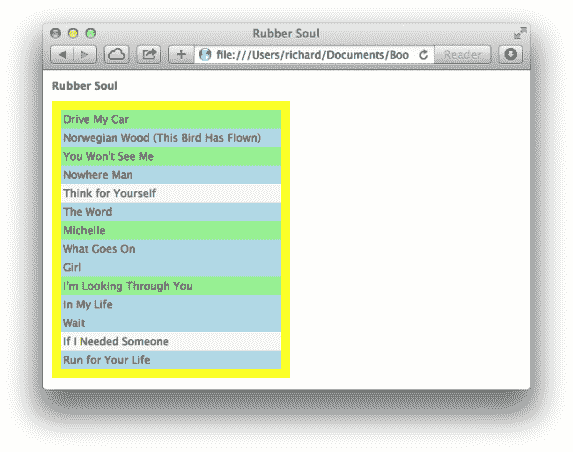 Rubber Soul
file:///Users/richard/Documents/Boo
Reader
Rubber Soul
Drive My Car
Norwegian Wood (This Bird Has Flown)
You Won't See Me
Nowhere Man
Think for Yourself
The Word
Michelle
What Goes On
Girl
I'm Looking Through You
In My Life
Wait
If I Needed Someone
Run for Your Life